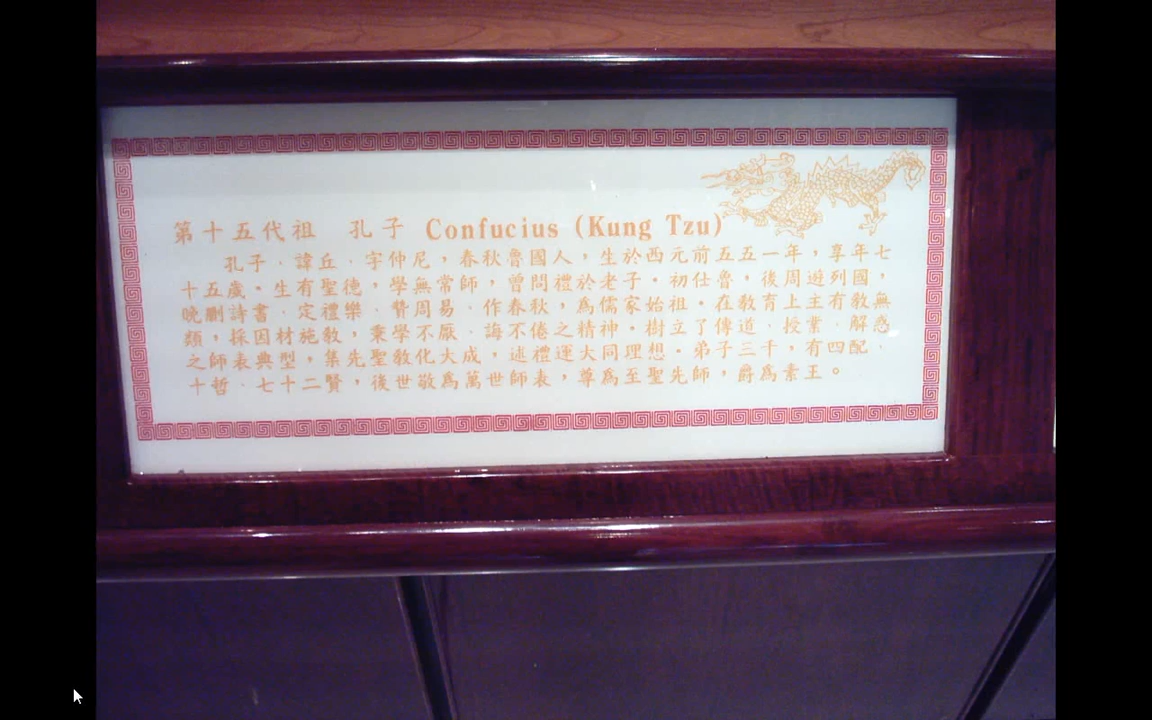 第十五代祖 孔子 Confucius (Kung Tzu)
孔子﹒諱丘﹒字仲尼，春秋魯國人，生於西元前五五一年，享年七
十五歲。生有聖德，學無常師，曾問禮於老子。初仕魯，後周遊列國，
晚刪詩書﹒定禮樂﹒贊周易﹒作春秋，為儒家始祖。在教育上主有教無
類，採因材施教，秉學不厭﹒誨不倦之精神。樹立了傳道﹒授業﹒解惑
之師表典型，集先聖教化大成，述禮運大同理想。弟子三千，有四配﹒
十哲﹒七十二賢，後世敬為萬世師表，尊為至聖先師，爵為素王。